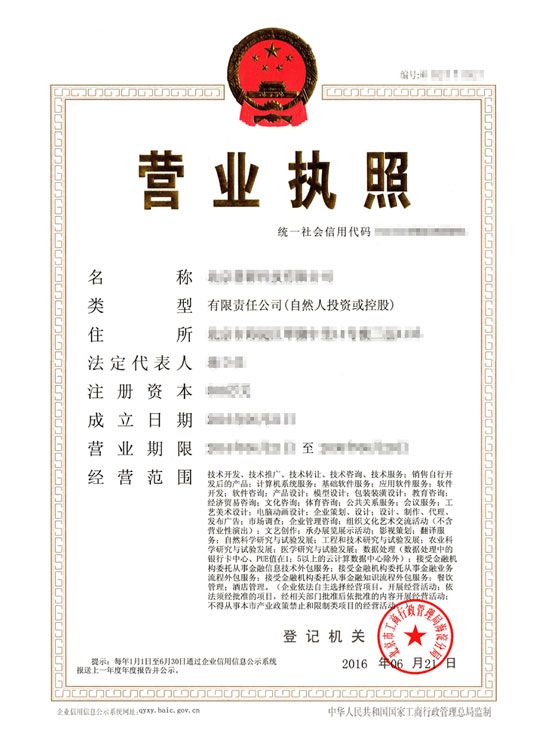 编号:
营业执照
统一社会信用代码
名称
类型 有限责任公司(自然人投资或控股)
住所
法定代表人
注册资本
成立日期
营业期限 至
经营范围 技术开发、技术推广、技术转让、技术咨询、技术服务；销售自行开
发后的产品；计算机系统服务；基础软件服务；应用软件服务；软件
开发；软件咨询；产品设计；模型设计；包装装潢设计；教育咨询；
经济贸易咨询；文化咨询；体育咨询；公共关系服务；会议服务；工
艺美术设计；电脑动画设计；企业策划、设计；设计、制作、代理、
发布广告；市场调查；企业管理咨询；组织文化艺术交流活动（不含
营业性演出）；文艺创作；承办展览展示活动；影视策划；翻译服
务；自然科学研究与试验发展；工程和技术研究与试验发展；农业科
学研究与试验发展；医学研究与试验发展；数据处理（数据处理中的
银行卡中心、PUE值在1：5以上的云计算数据中心除外）；接受金融机
构委托从事金融信息技术外包服务；接受金融机构委托从事金融业务
流程外包服务；接受金融机构委托从事金融知识流程外包服务；餐饮
管理；酒店管理。（企业依法自主选择经营项目，开展经营活动；依
法须经批准的项目，经相关部门批准后依批准的内容开展经营活动；
不得从事本市产业政策禁止和限制类项目的经营活动。）
登记机关
北京市工商行政管理局海淀分局
2016 年06 月21日
提示：每年1月1日至6月30日通过企业信用信息公示系统
报送上一年度年度报告并公示。
企业信用信息公示系统网址：qyxy.baic.gov.cn
中华人民共和国国家工商行政管理总局监制